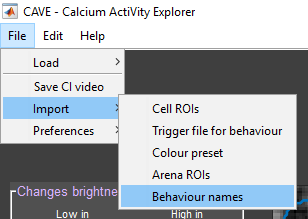 CAVE - Calcium ActiVity Explorer
File Edit Help
Load
Save CI video
Import
Preferences
Cell ROIs
Trigger file for behaviour
Colour preset
Arena ROIs
Behaviour names
Changes brightne
Low in High in